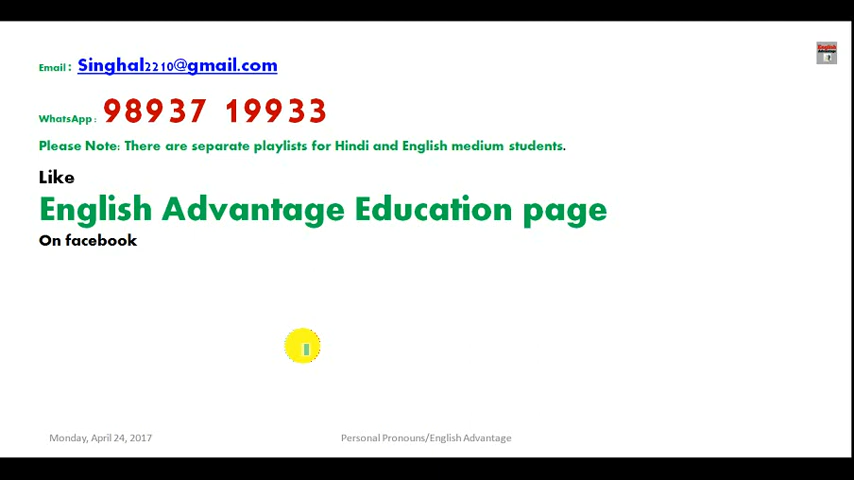 Email: Singhal2210@gmail.com
WhatsApp: 98937 19933
Please Note: There are separate playlists for Hindi and English medium students.
Like
English Advantage Education page
On facebook
Monday, April 24, 2017
Personal Pronouns/English Advantage